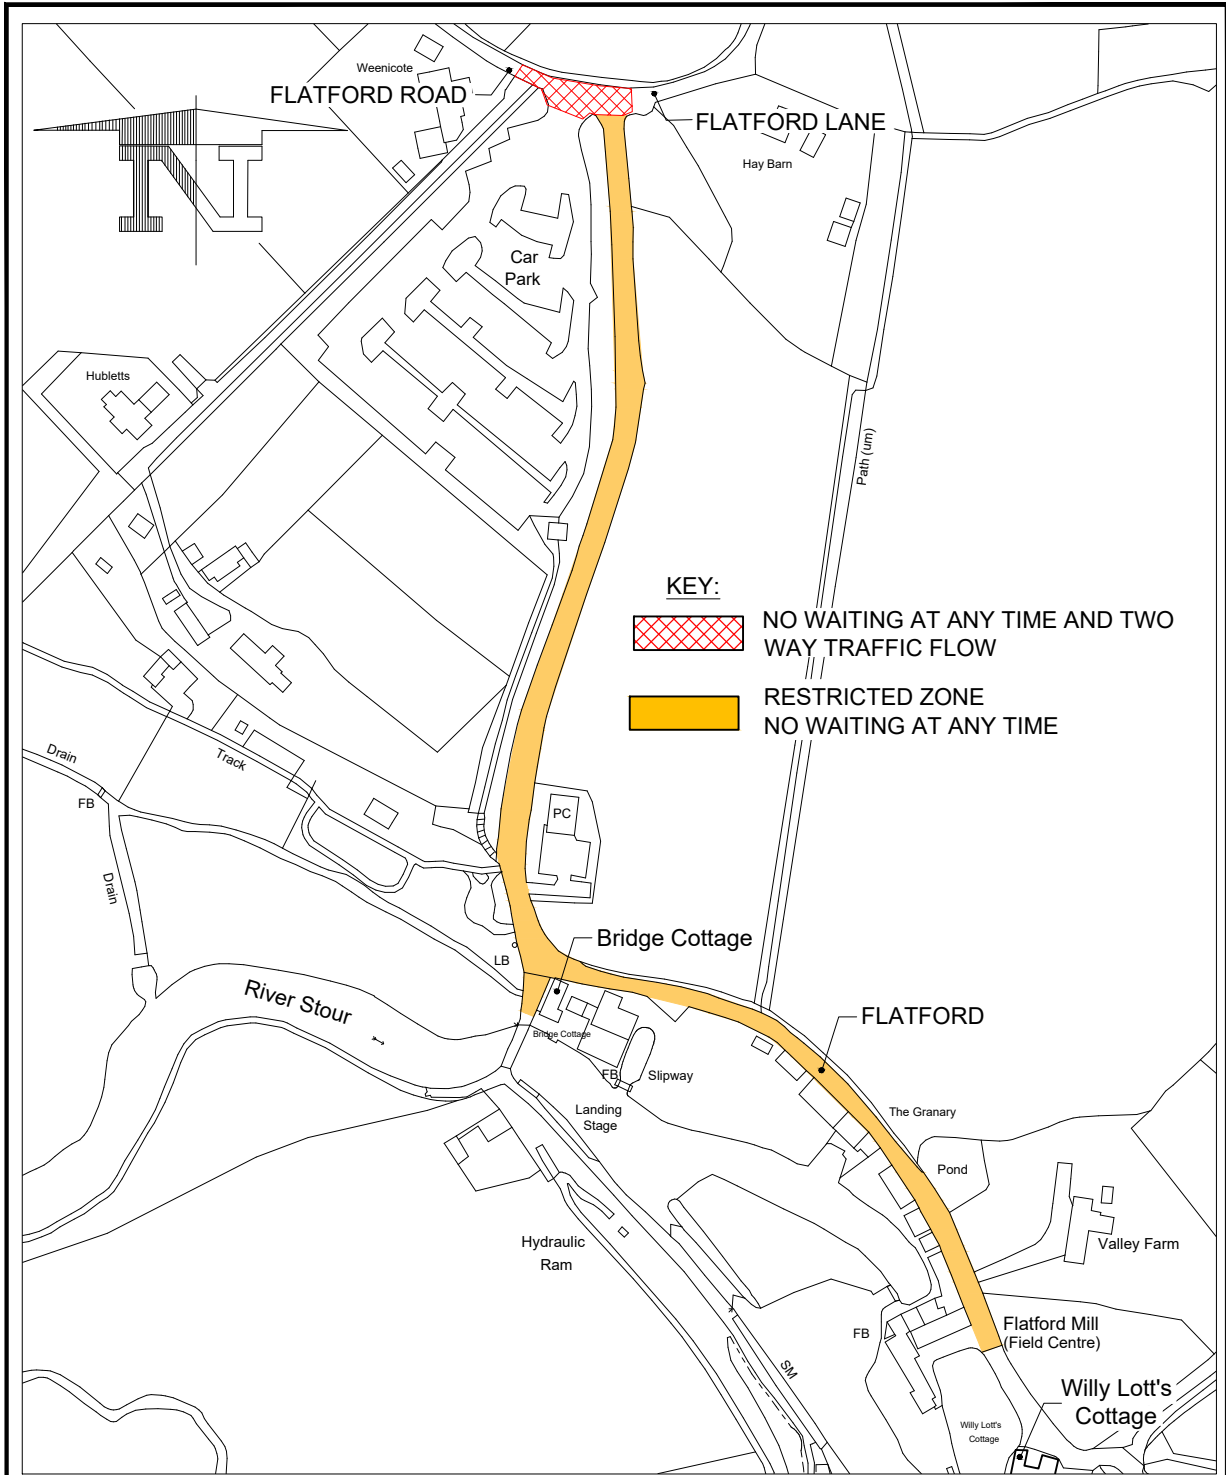 Weenicote
FLATFORD ROAD
FLATFORD LANE
Hay Barn
N
Car
Park
Hubletts
Path (um)
KEY:
NO WAITING AT ANY TIME AND TWO
WAY TRAFFIC FLOW
RESTRICTED ZONE
NO WAITING AT ANY TIME
Drain
Track
FB
PC
Drain
Bridge Cottage
LB
River Stour
FLATFORD
Bridge Cottage
FB
Slipway
Landing
Stage
The Granary
Pond
Hydraulic
Ram
Valley Farm
FB
Flatford Mill
(Field Centre)
SM
Willy Lott's
Cottage
Willy Lott's
Cottage